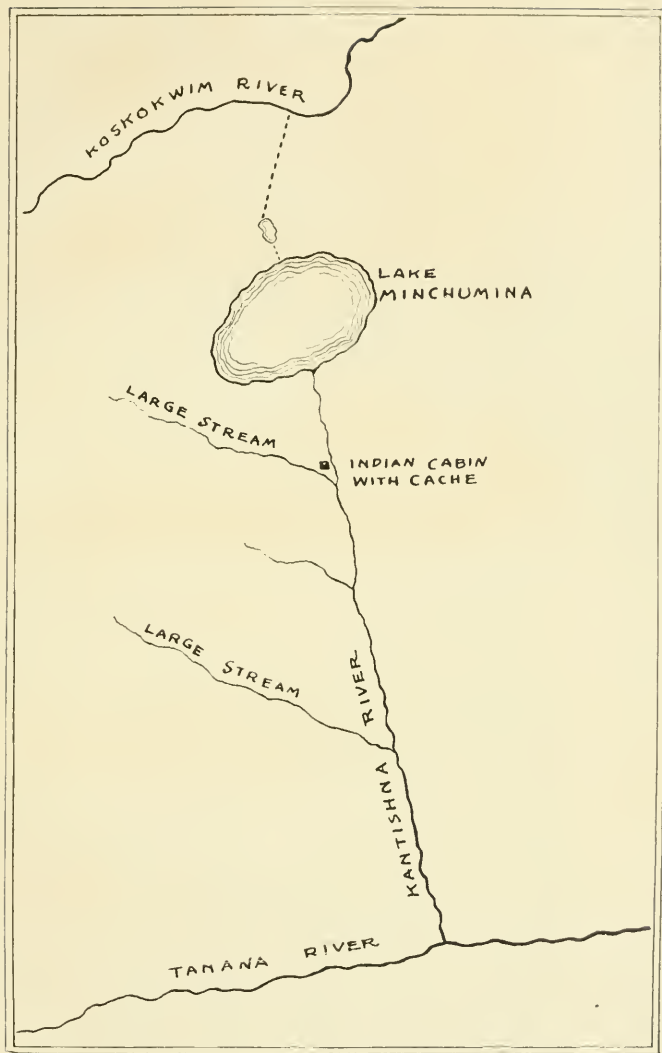 KOSKOKWIM RIVER
LAKE
MINCHUMINA
LARGE STREAM
INDIAN CABIN
WITH CACHE
LARGE STREAM
KANTISHNA RIVER
TANANA RIVER